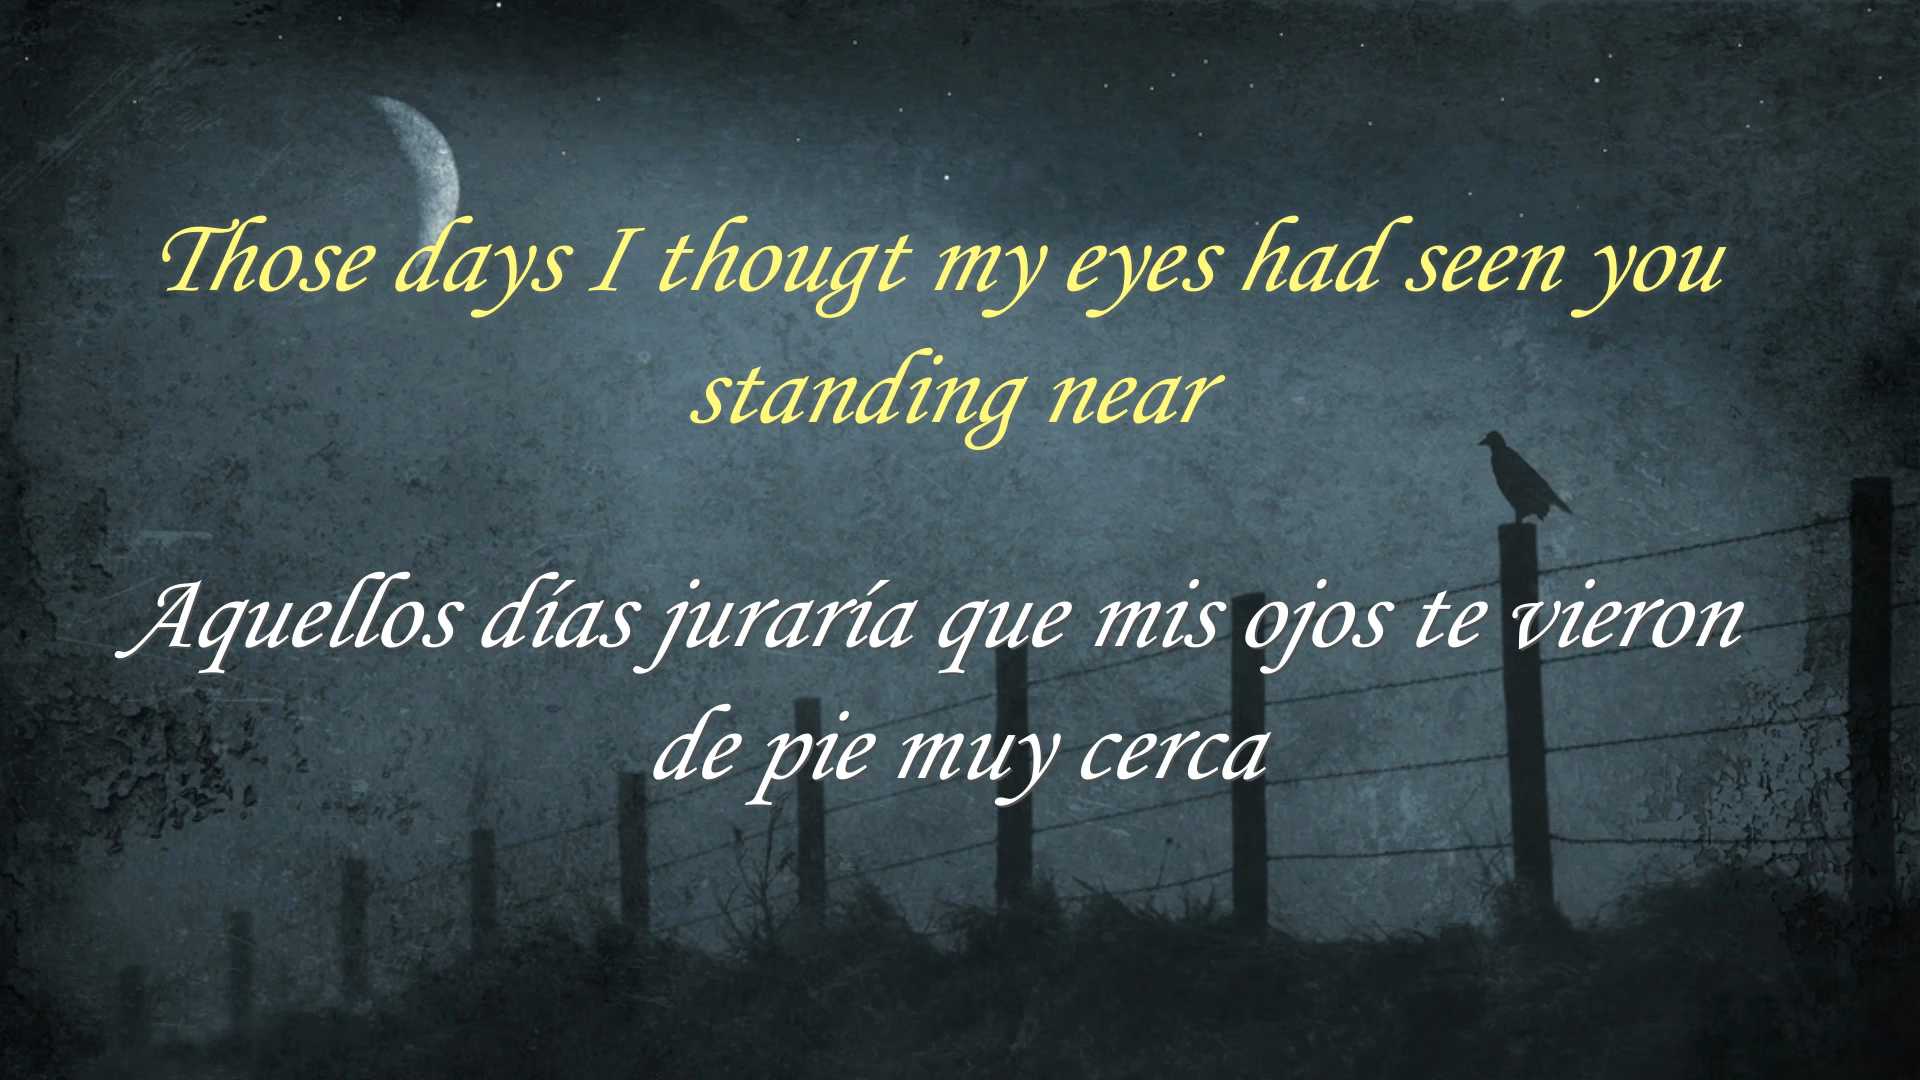 Those days I thougt my eyes had seen you
standing near
Aquellos días juraría que mis ojos te vieron
de pie muy cerca